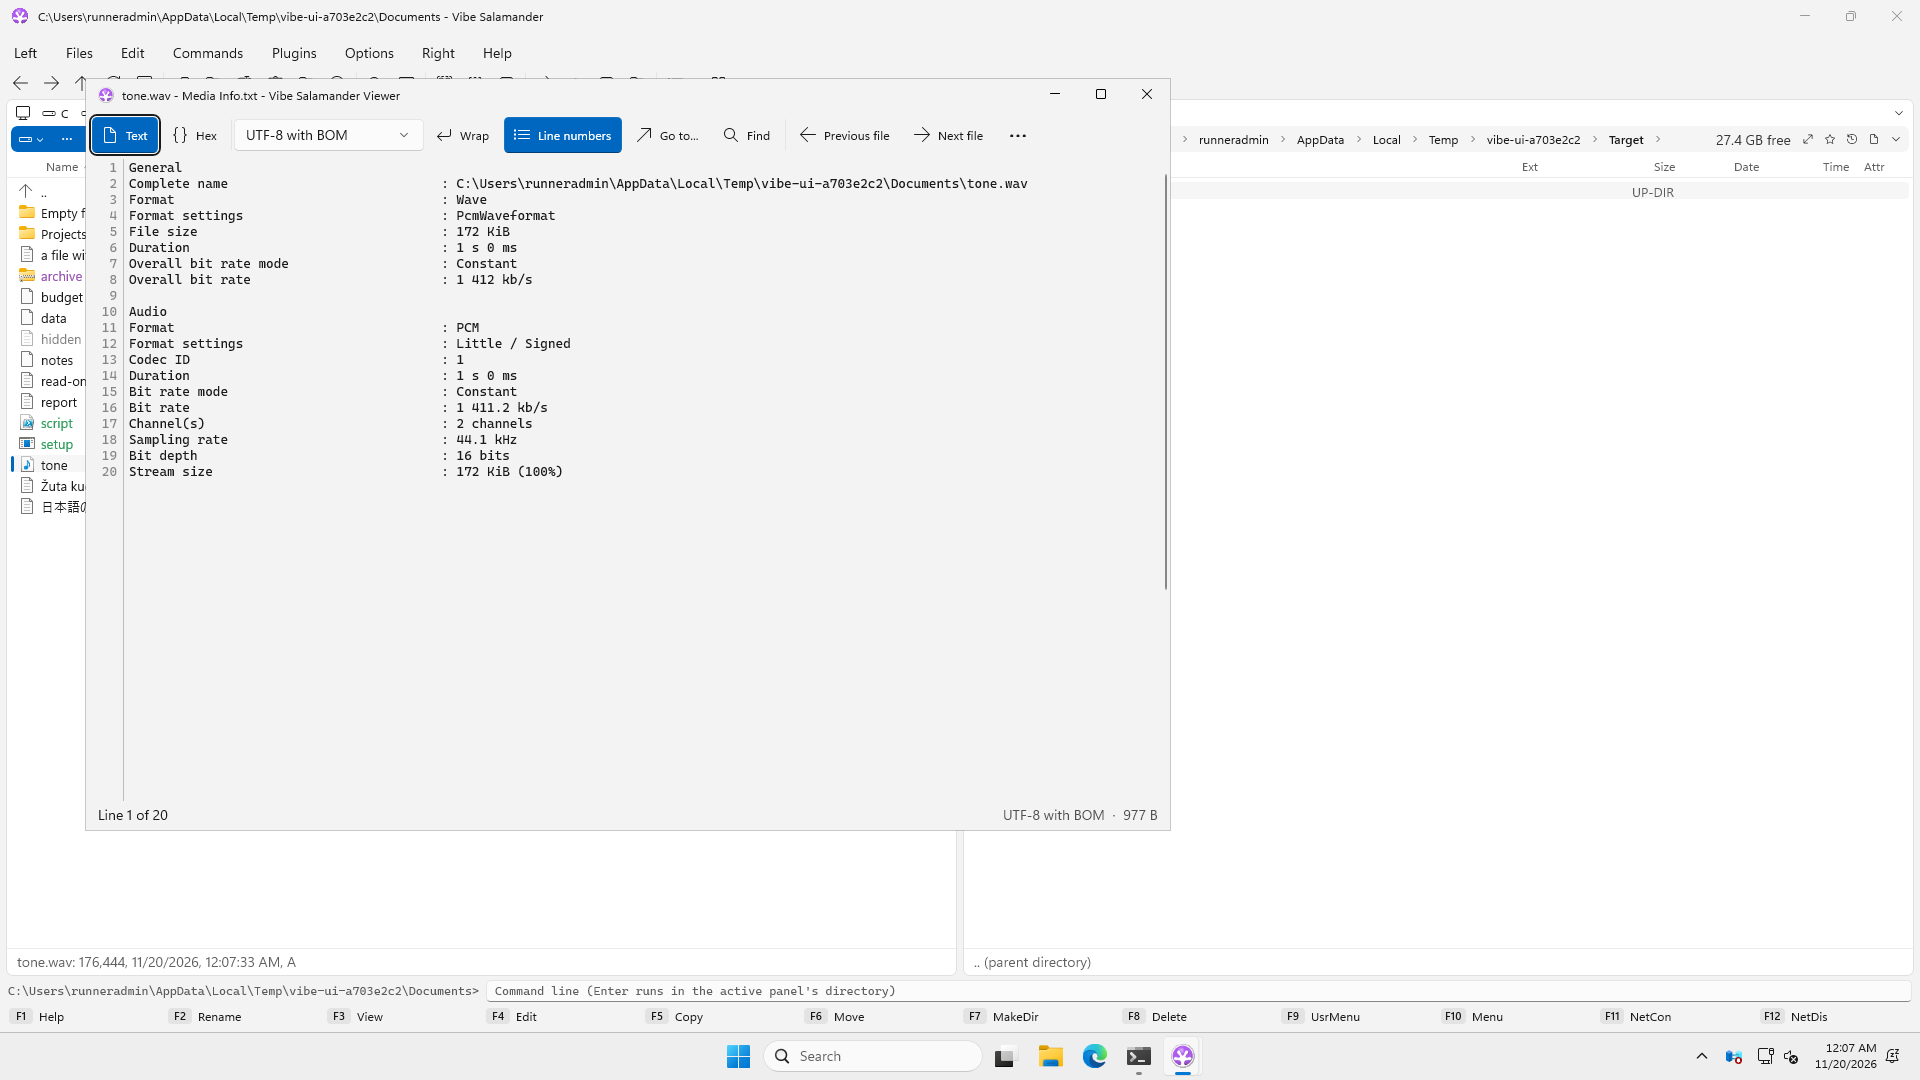 C:\Users\runneradmin\AppData\Local\Temp\vibe-ui-a703e2c2\Documents - Vibe Salamander
Left Files Edit Commands Plugins Options Right Help
tone.wav - Media Info.txt - Vibe Salamander Viewer
Text Hex UTF-8 with BOM Wrap Line numbers Go to... Find Previous file Next file
C
runneradmin AppData Local Temp vibe-ui-a703e2c2 Target 27.4 GB free
Name
Ext Size Date Time Attr
..
UP-DIR
Empty f
Projects
a file wi
archive
budget
data
hidden
notes
read-on
report
script
setup
tone
Žuta ku
日本語の
1 General
2 Complete name : C:\Users\runneradmin\AppData\Local\Temp\vibe-ui-a703e2c2\Documents\tone.wav
3 Format : Wave
4 Format settings : PcmWaveformat
5 File size : 172 KiB
6 Duration : 1 s 0 ms
7 Overall bit rate mode : Constant
8 Overall bit rate : 1 412 kb/s
9
10 Audio
11 Format : PCM
12 Format settings : Little / Signed
13 Codec ID : 1
14 Duration : 1 s 0 ms
15 Bit rate mode : Constant
16 Bit rate : 1 411.2 kb/s
17 Channel(s) : 2 channels
18 Sampling rate : 44.1 kHz
19 Bit depth : 16 bits
20 Stream size : 172 KiB (100%)
Line 1 of 20
UTF-8 with BOM · 977 B
tone.wav: 176,444, 11/20/2026, 12:07:33 AM, A
.. (parent directory)
C:\Users\runneradmin\AppData\Local\Temp\vibe-ui-a703e2c2\Documents> Command line (Enter runs in the active panel's directory)
F1 Help F2 Rename F3 View F4 Edit F5 Copy F6 Move F7 MakeDir F8 Delete F9 UsrMenu F10 Menu F11 NetCon F12 NetDis
Search
12:07 AM
11/20/2026